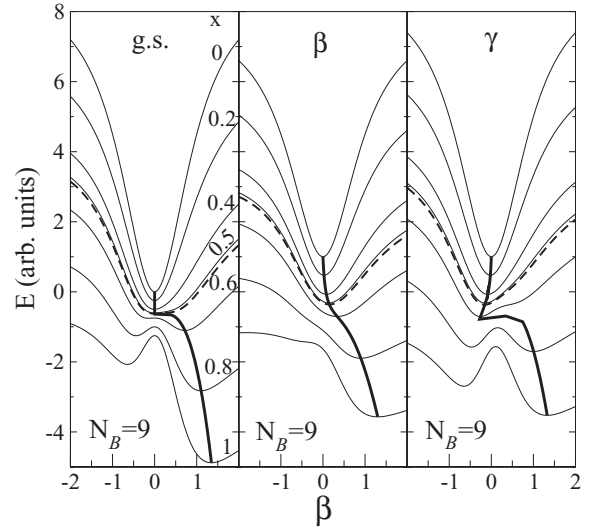 8
6
4
2
0
-2
-4
E (arb. units)
g.s.
x
β
γ
0
0.2
0.4
0.5
0.6
0.8
1
N_B=9
N_B=9
N_B=9
-2 -1 0 1
-2 -1 0 1
-2 -1 0 1 2
β